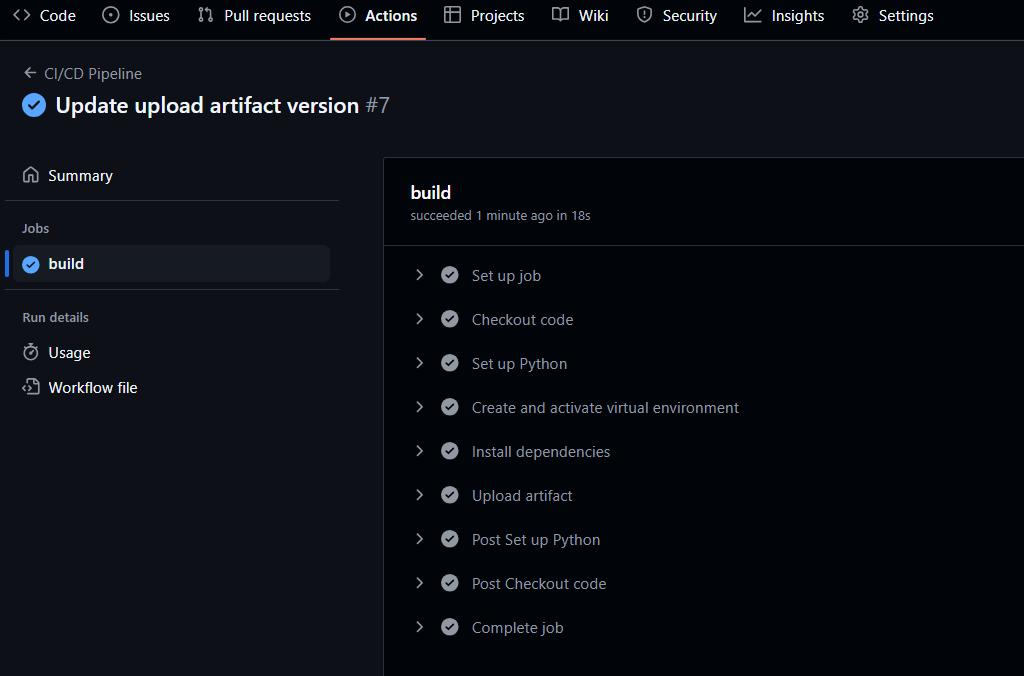 Code Issues Pull requests Actions Projects Wiki Security Insights Settings
CI/CD Pipeline
Update upload artifact version #7
Summary
Jobs
build
Run details
Usage
Workflow file
build
succeeded 1 minute ago in 18s
Set up job
Checkout code
Set up Python
Create and activate virtual environment
Install dependencies
Upload artifact
Post Set up Python
Post Checkout code
Complete job